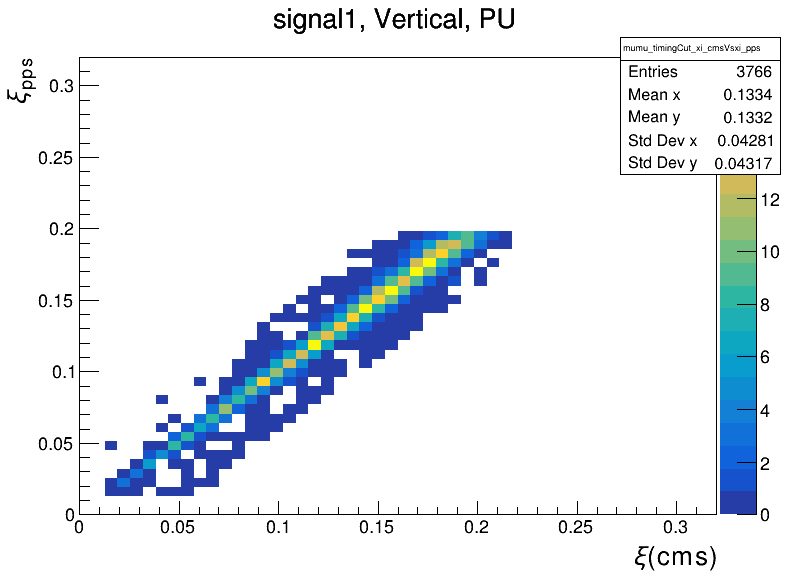 signal1, Vertical, PU
mumu_timingCut_xi_cmsVsxi_pps
Entries 3766
Mean x 0.1334
Mean y 0.1332
Std Dev x 0.04281
Std Dev y 0.04317
ξpps
0.3
0.25
0.2
0.15
0.1
0.05
0
0 0.05 0.1 0.15 0.2 0.25 0.3
ξ(cms)
12
10
8
6
4
2
0